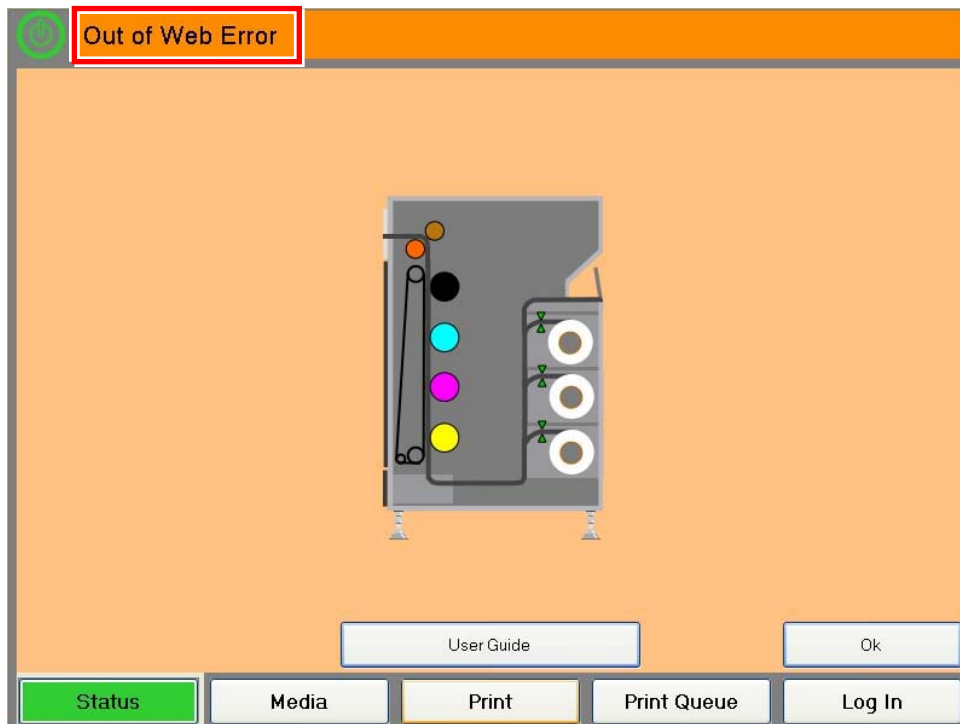 Out of Web Error
User Guide
Ok
Status
Media
Print
Print Queue
Log In